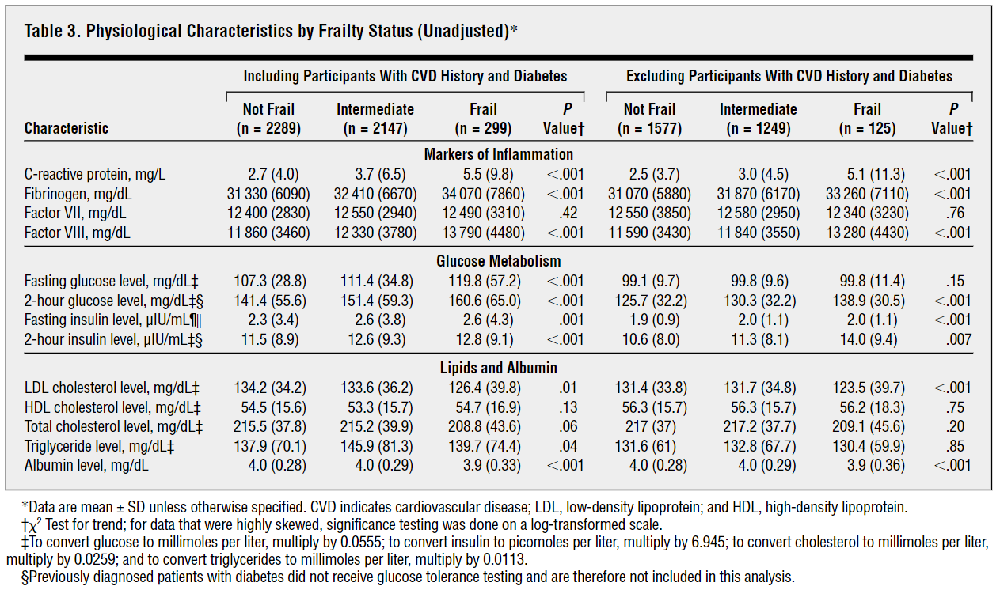 Table 3. Physiological Characteristics by Frailty Status (Unadjusted)*
Including Participants With CVD History and Diabetes Excluding Participants With CVD History and Diabetes
Not Frail Intermediate Frail P Not Frail Intermediate Frail P
Characteristic (n = 2289) (n = 2147) (n = 299) Value† (n = 1577) (n = 1249) (n = 125) Value†
Markers of Inflammation
C-reactive protein, mg/L 2.7 (4.0) 3.7 (6.5) 5.5 (9.8) <.001 2.5 (3.7) 3.0 (4.5) 5.1 (11.3) <.001
Fibrinogen, mg/dL 31 330 (6090) 32 410 (6670) 34 070 (7860) <.001 31 070 (5880) 31 870 (6170) 33 260 (7110) <.001
Factor VII, mg/dL 12 400 (2830) 12 550 (2940) 12 490 (3310) .42 12 550 (3850) 12 580 (2950) 12 340 (3230) .76
Factor VIII, mg/dL 11 860 (3460) 12 330 (3780) 13 790 (4480) <.001 11 590 (3430) 11 840 (3550) 13 280 (4430) <.001
Glucose Metabolism
Fasting glucose level, mg/dL‡ 107.3 (28.8) 111.4 (34.8) 119.8 (57.2) <.001 99.1 (9.7) 99.8 (9.6) 99.8 (11.4) .15
2-hour glucose level, mg/dL‡§ 141.4 (55.6) 151.4 (59.3) 160.6 (65.0) <.001 125.7 (32.2) 130.3 (32.2) 138.9 (30.5) <.001
Fasting insulin level, µIU/mL¶|| 2.3 (3.4) 2.6 (3.8) 2.6 (4.3) .001 1.9 (0.9) 2.0 (1.1) 2.0 (1.1) <.001
2-hour insulin level, µIU/mL‡§ 11.5 (8.9) 12.6 (9.3) 12.8 (9.1) <.001 10.6 (8.0) 11.3 (8.1) 14.0 (9.4) .007
Lipids and Albumin
LDL cholesterol level, mg/dL‡ 134.2 (34.2) 133.6 (36.2) 126.4 (39.8) .01 131.4 (33.8) 131.7 (34.8) 123.5 (39.7) <.001
HDL cholesterol level, mg/dL‡ 54.5 (15.6) 53.3 (15.7) 54.7 (16.9) .13 56.3 (15.7) 56.3 (15.7) 56.2 (18.3) .75
Total cholesterol level, mg/dL‡ 215.5 (37.8) 215.2 (39.9) 208.8 (43.6) .06 217 (37) 217.2 (37.7) 209.1 (45.6) .20
Triglyceride level, mg/dL‡ 137.9 (70.1) 145.9 (81.3) 139.7 (74.4) .04 131.6 (61) 132.8 (67.7) 130.4 (59.9) .85
Albumin level, mg/dL 4.0 (0.28) 4.0 (0.29) 3.9 (0.33) <.001 4.0 (0.28) 4.0 (0.29) 3.9 (0.36) <.001
*Data are mean ± SD unless otherwise specified. CVD indicates cardiovascular disease; LDL, low-density lipoprotein; and HDL, high-density lipoprotein.
†χ² Test for trend; for data that were highly skewed, significance testing was done on a log-transformed scale.
‡To convert glucose to millimoles per liter, multiply by 0.0555; to convert insulin to picomoles per liter, multiply by 6.945; to convert cholesterol to millimoles per liter,
multiply by 0.0259; and to convert triglycerides to millimoles per liter, multiply by 0.0113.
§Previously diagnosed patients with diabetes did not receive glucose tolerance testing and are therefore not included in this analysis.